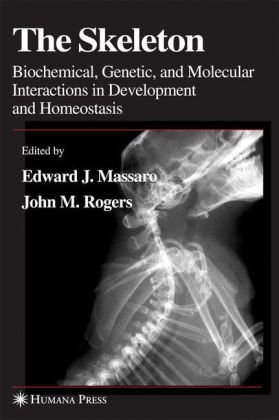 The Skeleton
Biochemical, Genetic, and Molecular
Interactions in Development
and Homeostasis
Edited by
Edward J. Massaro
John M. Rogers
HUMANA PRESS